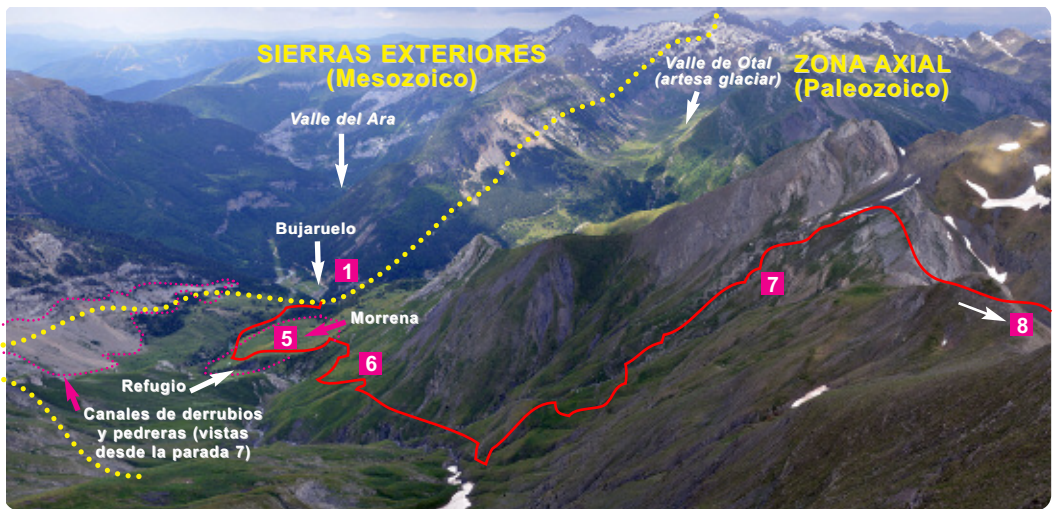 SIERRAS EXTERIORES
(Mesozoico)
Valle de Otal
(artesa glaciar)
ZONA AXIAL
(Paleozoico)
Valle del Ara
Bujaruelo
1
7
Morrena
5
8
6
Refugio
Canales de derrubios
y pedreras (vistas
desde la parada 7)